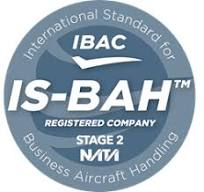 International Standard for
IBAC
IS-BAH™
REGISTERED COMPANY
STAGE 2
NATA
Business Aircraft Handling